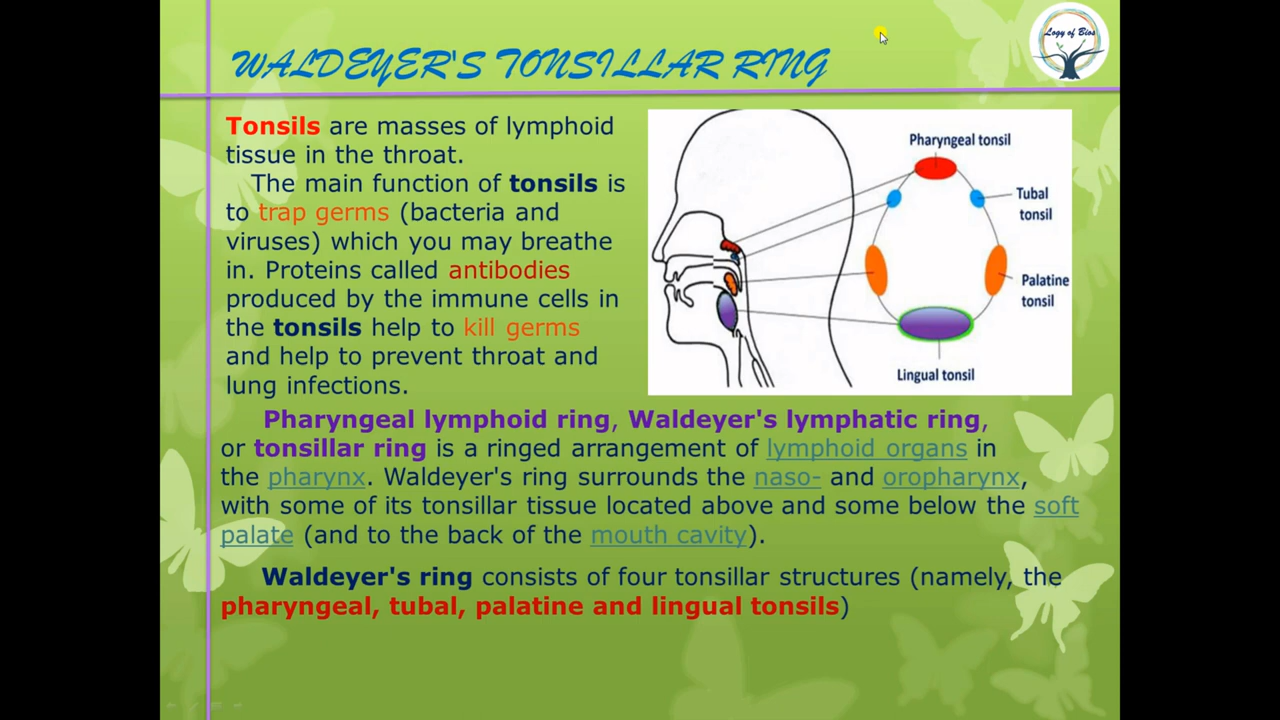 WALDEYER'S TONSILLAR RING
Logy of Bios
Tonsils are masses of lymphoid
tissue in the throat.
The main function of tonsils is
to trap germs (bacteria and
viruses) which you may breathe
in. Proteins called antibodies
produced by the immune cells in
the tonsils help to kill germs
and help to prevent throat and
lung infections.
Pharyngeal tonsil
Tubal
tonsil
Palatine
tonsil
Lingual tonsil
Pharyngeal lymphoid ring, Waldeyer's lymphatic ring,
or tonsillar ring is a ringed arrangement of lymphoid organs in
the pharynx. Waldeyer's ring surrounds the naso- and oropharynx,
with some of its tonsillar tissue located above and some below the soft
palate (and to the back of the mouth cavity).
Waldeyer's ring consists of four tonsillar structures (namely, the
pharyngeal, tubal, palatine and lingual tonsils)